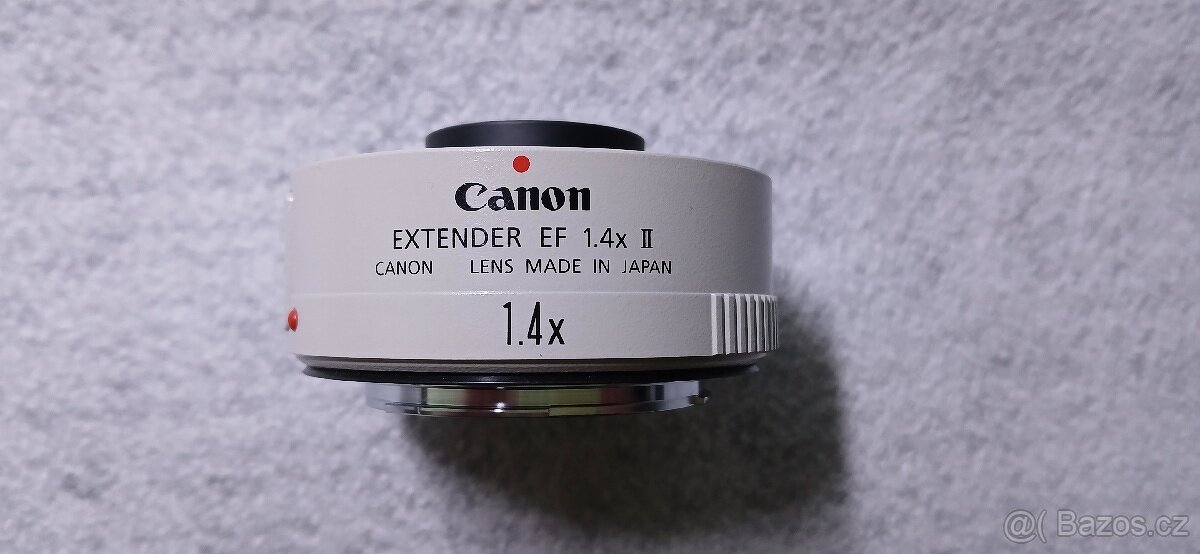 Canon
EXTENDER EF 1.4x II
CANON LENS MADE IN JAPAN
1.4x
@( Bazos.cz